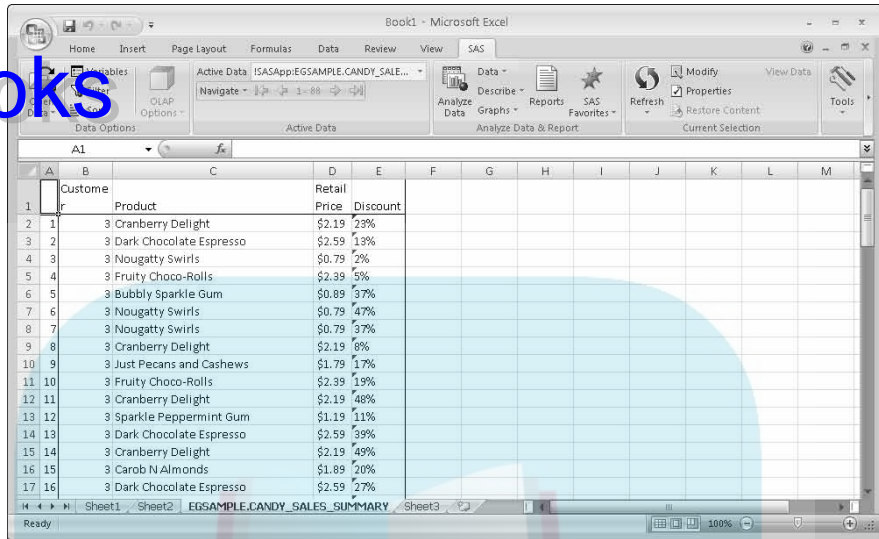 Book1 - Microsoft Excel
Home Insert Page Layout Formulas Data Review View SAS
oks
Variables
Filter
Data
Data Options
OLAP Options
Active Data !SASApp:EGSAMPLE.CANDY_SALE...
Navigate 1-88
Active Data
Analyze Data
Data
Describe
Graphs
Reports
SAS Favorites
Analyze Data & Report
Refresh
Modify
Properties
Restore Content
Current Selection
View Data
Tools
A1 fx
A B C D E F G H I J K L M
1 Customer Product Retail Price Discount
2 1 3 Cranberry Delight $2.19 23%
3 2 3 Dark Chocolate Espresso $2.59 13%
4 3 3 Nougatty Swirls $0.79 2%
5 4 3 Fruity Choco-Rolls $2.39 5%
6 5 3 Bubbly Sparkle Gum $0.89 37%
7 6 3 Nougatty Swirls $0.79 47%
8 7 3 Nougatty Swirls $0.79 37%
9 8 3 Cranberry Delight $2.19 8%
10 9 3 Just Pecans and Cashews $1.79 17%
11 10 3 Fruity Choco-Rolls $2.39 19%
12 11 3 Cranberry Delight $2.19 48%
13 12 3 Sparkle Peppermint Gum $1.19 11%
14 13 3 Dark Chocolate Espresso $2.59 39%
15 14 3 Cranberry Delight $2.19 49%
16 15 3 Carob N Almonds $1.89 20%
17 16 3 Dark Chocolate Espresso $2.59 27%
Sheet1 Sheet2 EGSAMPLE.CANDY_SALES_SUMMARY Sheet3
Ready 100%